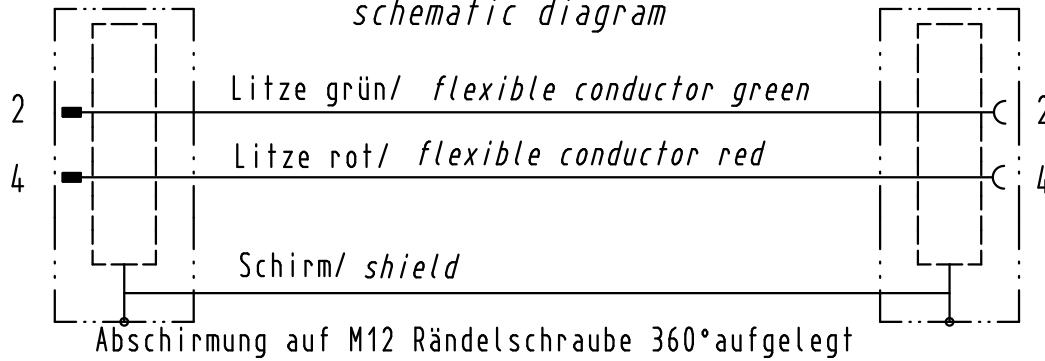 schematic diagram
Litze grün/ flexible conductor green
2 2
Litze rot/ flexible conductor red
4 4
Schirm/ shield
Abschirmung auf M12 Rändelschraube 360°aufgelegt